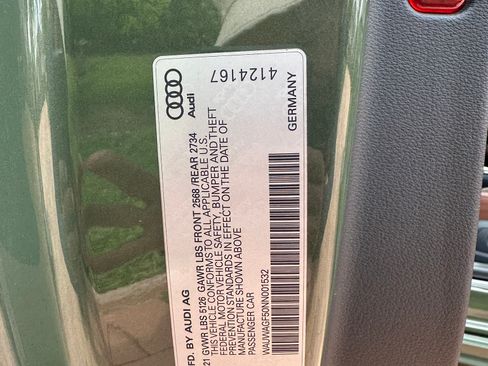 4124167
Audi
FD. BY AUDI AG
21 GVWR LBS 5126 GAWR LBS FRONT 2568 /REAR 2734
THIS VEHICLE CONFORMS TO ALL APPLICABLE U.S.
FEDERAL MOTOR VEHICLE SAFETY, BUMPER AND THEFT
PREVENTION STANDARDS IN EFFECT ON THE DATE OF
MANUFACTURE SHOWN ABOVE
PASSENGER CAR
WAUWAGF50NN001532
GERMANY